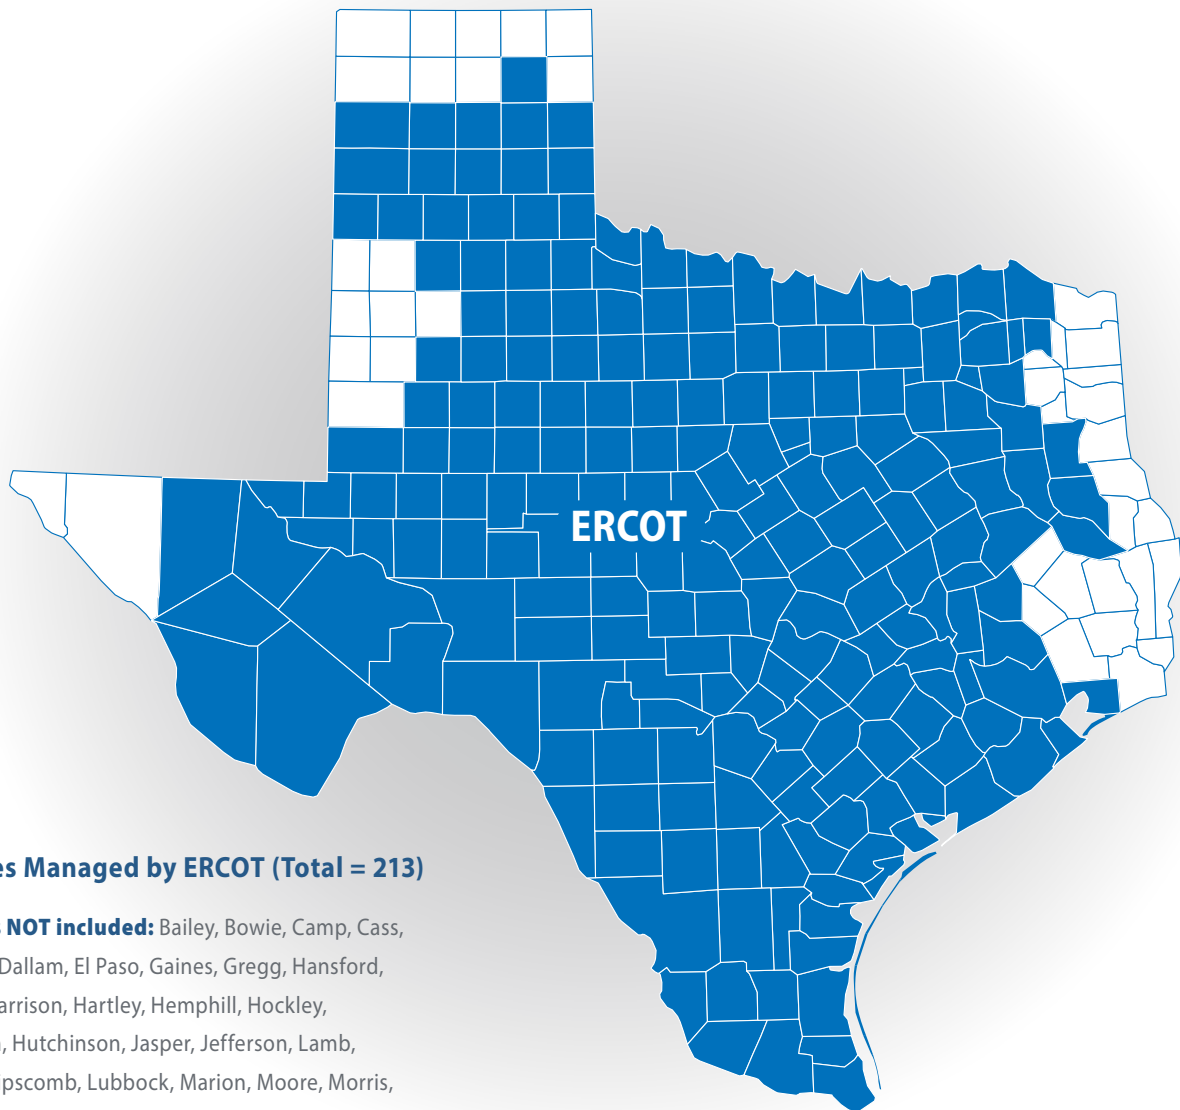 ERCOT
es Managed by ERCOT (Total = 213)
s NOT included: Bailey, Bowie, Camp, Cass,
Dallam, El Paso, Gaines, Gregg, Hansford,
arrison, Hartley, Hemphill, Hockley,
n, Hutchinson, Jasper, Jefferson, Lamb,
ipscomb, Lubbock, Marion, Moore, Morris,